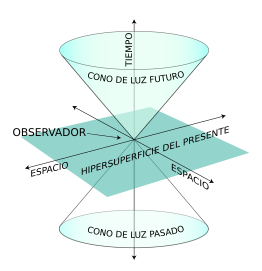 TIEMPO
CONO DE LUZ FUTURO
OBSERVADOR
HIPERSUPERFICIE DEL PRESENTE
ESPACIO
ESPACIO
CONO DE LUZ PASADO